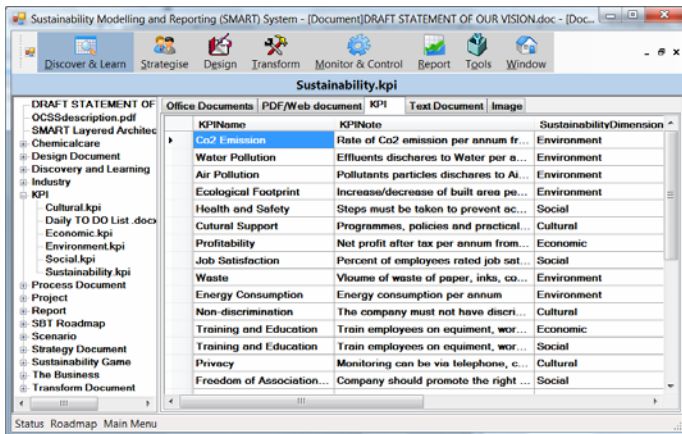 Sustainability Modelling and Reporting (SMART) System - [Document]DRAFT STATEMENT OF OUR VISION.doc - [Doc...
Discover & Learn Strategise Design Transform Monitor & Control Report Tools Window
Sustainability.kpi
DRAFT STATEMENT OF
OCSSdescription.pdf
SMART Layered Architec
Chemicalcare
Design Document
Discovery and Learning
Industry
KPI
Cultural.kpi
Daily TO DO List .docx
Economic.kpi
Environment.kpi
Social.kpi
Sustainability.kpi
Process Document
Project
Report
SBT Roadmap
Scenario
Strategy Document
Sustainability Game
The Business
Transform Document
Office Documents PDF/Web document KPI Text Document Image
KPIName KPINote SustainabilityDimension
Co2 Emission Rate of Co2 emission per annum fr... Environment
Water Pollution Effluents dischares to Water per a... Environment
Air Pollution Pollutants particles dischares to Ai... Environment
Ecological Footprint Increase/decrease of built area pe... Environment
Health and Safety Steps must be taken to prevent ac... Social
Cutural Support Programmes, policies and practical... Cultural
Profitability Net profit after tax per annum from... Economic
Job Satisfaction Percent of employees rated job sat... Social
Waste Vloume of waste of paper, inks, co... Environment
Energy Consumption Energy consumption per annum Environment
Non-discrimination The company must not have discri... Cultural
Training and Education Train employees on equiment, wor... Economic
Training and Education Train employees on equiment, wor... Social
Privacy Monitoring can be via telephone, c... Cultural
Freedom of Association... Company should promote the right ... Social
Status Roadmap Main Menu